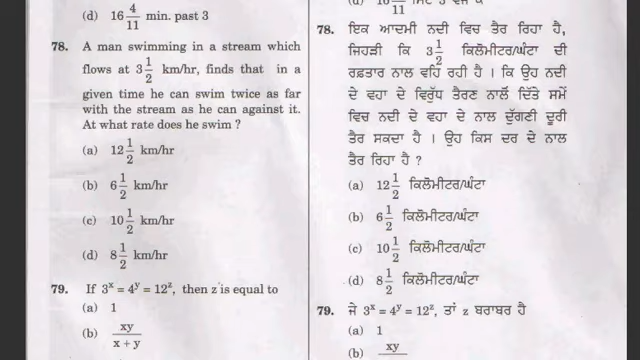 (d) 16 4/11 min. past 3
78. A man swimming in a stream which
flows at 3 1/2 km/hr, finds that in a
given time he can swim twice as far
with the stream as he can against it.
At what rate does he swim ?
(a) 12 1/2 km/hr
(b) 6 1/2 km/hr
(c) 10 1/2 km/hr
(d) 8 1/2 km/hr
79. If 3^x = 4^y = 12^z, then z is equal to
(a) 1
(b) xy/(x + y)
78. ਇਕ ਆਦਮੀ ਨਦੀ ਵਿਚ ਤੈਰ ਰਿਹਾ ਹੈ,
ਜਿਹੜੀ ਕਿ 3 1/2 ਕਿਲੋਮੀਟਰ/ਘੰਟਾ ਦੀ
ਰਫ਼ਤਾਰ ਨਾਲ ਵਹਿ ਰਹੀ ਹੈ । ਕਿ ਉਹ ਨਦੀ
ਦੇ ਵਹਾ ਦੇ ਵਿਰੁੱਧ ਤੈਰਣ ਨਾਲੋਂ ਦਿੱਤੇ ਸਮੇਂ
ਵਿਚ ਨਦੀ ਦੇ ਵਹਾ ਦੇ ਨਾਲ ਦੁੱਗਣੀ ਦੂਰੀ
ਤੈਰ ਸਕਦਾ ਹੈ । ਉਹ ਕਿਸ ਦਰ ਦੇ ਨਾਲ
ਤੈਰ ਰਿਹਾ ਹੈ ?
(a) 12 1/2 ਕਿਲੋਮੀਟਰ/ਘੰਟਾ
(b) 6 1/2 ਕਿਲੋਮੀਟਰ/ਘੰਟਾ
(c) 10 1/2 ਕਿਲੋਮੀਟਰ/ਘੰਟਾ
(d) 8 1/2 ਕਿਲੋਮੀਟਰ/ਘੰਟਾ
79. ਜੇ 3^x = 4^y = 12^z, ਤਾਂ z ਬਰਾਬਰ ਹੈ
(a) 1
(b) xy